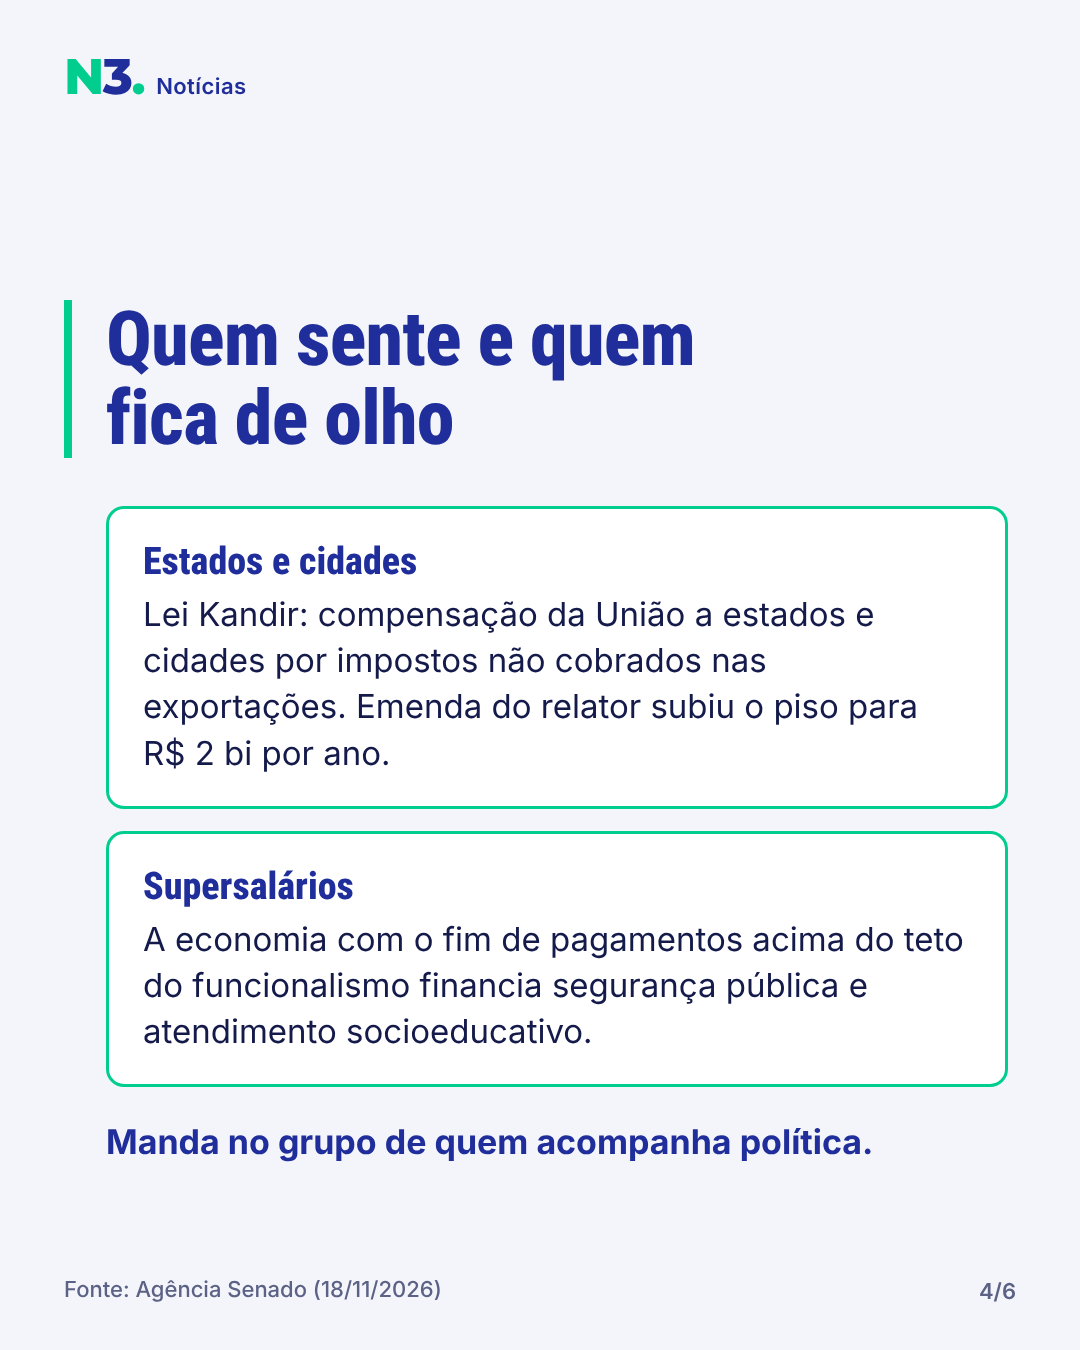 N3. Notícias
Quem sente e quem
fica de olho
Estados e cidades
Lei Kandir: compensação da União a estados e
cidades por impostos não cobrados nas
exportações. Emenda do relator subiu o piso para
R$ 2 bi por ano.
Supersalários
A economia com o fim de pagamentos acima do teto
do funcionalismo financia segurança pública e
atendimento socioeducativo.
Manda no grupo de quem acompanha política.
Fonte: Agência Senado (18/11/2026)
4/6